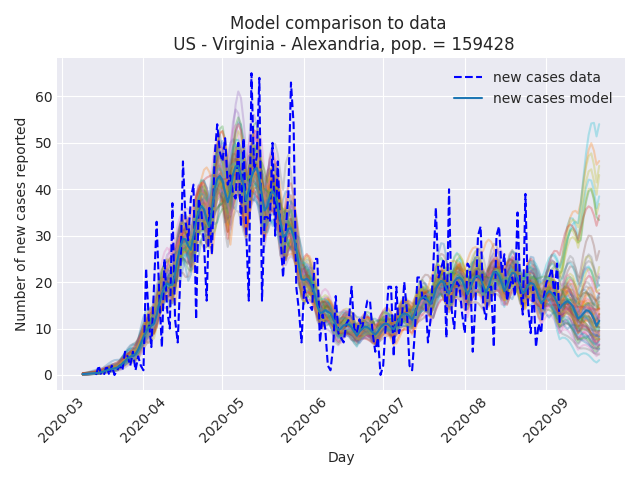 Model comparison to data
US - Virginia - Alexandria, pop. = 159428
new cases data
new cases model
Number of new cases reported
60
50
40
30
20
10
0
2020-03
2020-04
2020-05
2020-06
2020-07
2020-08
2020-09
Day